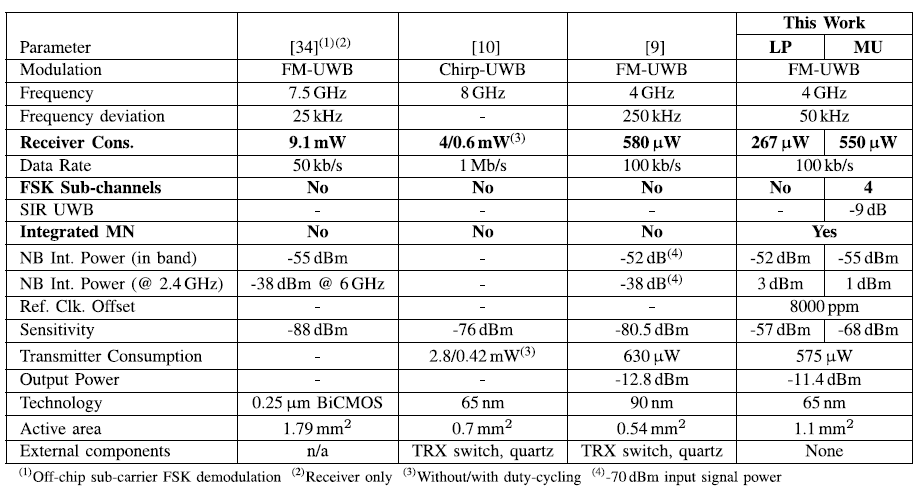 This Work
Parameter [34](1)(2) [10] [9] LP MU
Modulation FM-UWB Chirp-UWB FM-UWB FM-UWB
Frequency 7.5 GHz 8 GHz 4 GHz 4 GHz
Frequency deviation 25 kHz - 250 kHz 50 kHz
Receiver Cons. 9.1 mW 4/0.6 mW(3) 580 μW 267 μW 550 μW
Data Rate 50 kb/s 1 Mb/s 100 kb/s 100 kb/s
FSK Sub-channels No No No No 4
SIR UWB - - - - -9 dB
Integrated MN No No No Yes
NB Int. Power (in band) -55 dBm - -52 dB(4) -52 dBm -55 dBm
NB Int. Power (@ 2.4 GHz) -38 dBm @ 6 GHz - -38 dB(4) 3 dBm 1 dBm
Ref. Clk. Offset - - - 8000 ppm
Sensitivity -88 dBm -76 dBm -80.5 dBm -57 dBm -68 dBm
Transmitter Consumption - 2.8/0.42 mW(3) 630 μW 575 μW
Output Power - - -12.8 dBm -11.4 dBm
Technology 0.25 μm BiCMOS 65 nm 90 nm 65 nm
Active area 1.79 mm² 0.7 mm² 0.54 mm² 1.1 mm²
External components n/a TRX switch, quartz TRX switch, quartz None
(1)Off-chip sub-carrier FSK demodulation (2)Receiver only (3)Without/with duty-cycling (4)-70 dBm input signal power